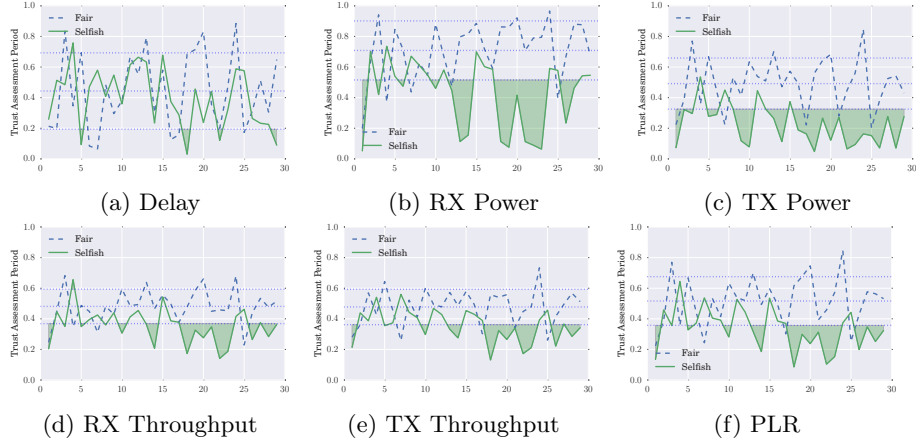 1.0 0.8 0.6 0.4 0.2 0.0
Trust Assessment Period
Fair
Selfish
0 5 10 15 20 25 30
(a) Delay
1.0 0.8 0.6 0.4 0.2 0.0
Trust Assessment Period
Fair
Selfish
0 5 10 15 20 25 30
(b) RX Power
1.0 0.8 0.6 0.4 0.2 0.0
Trust Assessment Period
Fair
Selfish
0 5 10 15 20 25 30
(c) TX Power
1.0 0.8 0.6 0.4 0.2 0.0
Trust Assessment Period
Fair
Selfish
0 5 10 15 20 25 30
(d) RX Throughput
1.0 0.8 0.6 0.4 0.2 0.0
Trust Assessment Period
Fair
Selfish
0 5 10 15 20 25 30
(e) TX Throughput
1.0 0.8 0.6 0.4 0.2 0.0
Trust Assessment Period
Fair
Selfish
0 5 10 15 20 25 30
(f) PLR